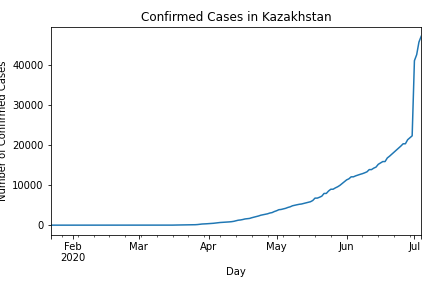 Confirmed Cases in Kazakhstan
Number of Confirmed Cases
40000
30000
20000
10000
0
Feb
2020
Mar
Apr
May
Jun
Jul
Day